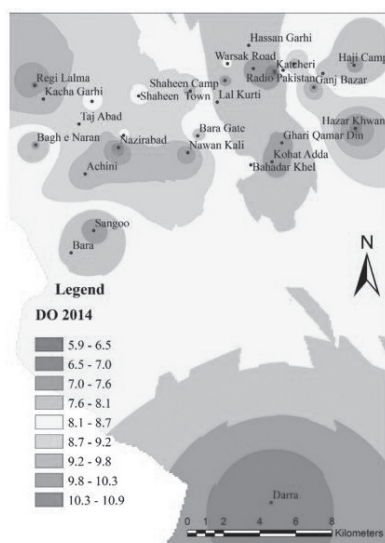 Hassan Garhi
Warsak Road
Katcheri
Haji Camp
Regi Lalma
Shaheen Camp
Radio Pakistan
Ganj Bazar
Kacha Garhi
Shaheen Town
Lal Kurti
Taj Abad
Hazar Khwani
Bara Gate
Ghari Qamar Din
Bagh e Naran
Nazirabad
Nawan Kali
Kohat Adda
Bahadar Khel
Achini
Sangoo
Bara
N
Legend
DO 2014
5.9 - 6.5
6.5 - 7.0
7.0 - 7.6
7.6 - 8.1
8.1 - 8.7
8.7 - 9.2
9.2 - 9.8
9.8 - 10.3
10.3 - 10.9
Darra
0 1 2 4 6 8
Kilometers